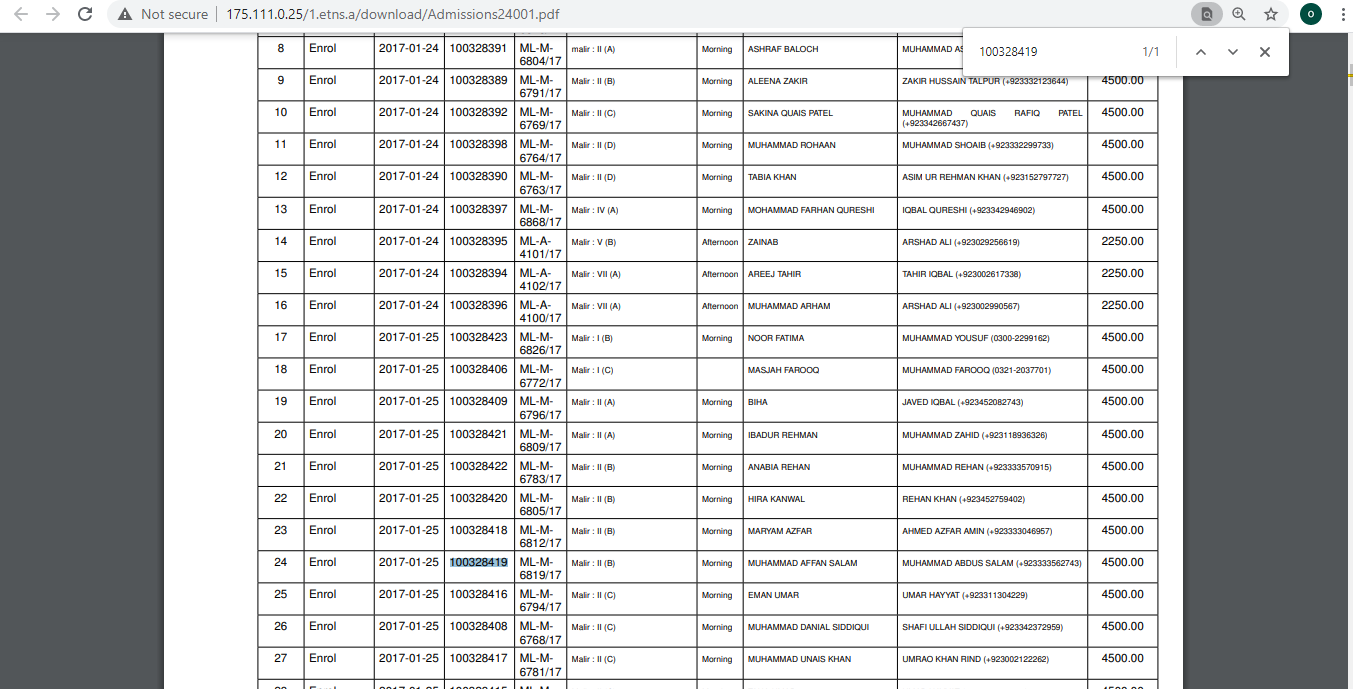 Not secure | 175.111.0.25/1.etns.a/download/Admissions24001.pdf
100328419 1/1
8 Enrol 2017-01-24 100328391 ML-M-6804/17 malir : II (A) Morning ASHRAF BALOCH MUHAMMAD AS
9 Enrol 2017-01-24 100328389 ML-M-6791/17 Malir : II (B) Morning ALEENA ZAKIR ZAKIR HUSSAIN TALPUR (+923332123644) 4500.00
10 Enrol 2017-01-24 100328392 ML-M-6769/17 Malir : II (C) Morning SAKINA QUAIS PATEL MUHAMMAD QUAIS RAFIQ PATEL (+923342667437) 4500.00
11 Enrol 2017-01-24 100328398 ML-M-6764/17 Malir : II (D) Morning MUHAMMAD ROHAAN MUHAMMAD SHOAIB (+923332299733) 4500.00
12 Enrol 2017-01-24 100328390 ML-M-6763/17 Malir : II (D) Morning TABIA KHAN ASIM UR REHMAN KHAN (+923152797727) 4500.00
13 Enrol 2017-01-24 100328397 ML-M-6868/17 Malir : IV (A) Morning MOHAMMAD FARHAN QURESHI IQBAL QURESHI (+923342946902) 4500.00
14 Enrol 2017-01-24 100328395 ML-A-4101/17 Malir : V (B) Afternoon ZAINAB ARSHAD ALI (+923029256619) 2250.00
15 Enrol 2017-01-24 100328394 ML-A-4102/17 Malir : VII (A) Afternoon AREEJ TAHIR TAHIR IQBAL (+923002617338) 2250.00
16 Enrol 2017-01-24 100328396 ML-A-4100/17 Malir : VII (A) Afternoon MUHAMMAD ARHAM ARSHAD ALI (+923002990567) 2250.00
17 Enrol 2017-01-25 100328423 ML-M-6826/17 Malir : I (B) Morning NOOR FATIMA MUHAMMAD YOUSUF (0300-2299162) 4500.00
18 Enrol 2017-01-25 100328406 ML-M-6772/17 Malir : I (C) MASJAH FAROOQ MUHAMMAD FAROOQ (0321-2037701) 4500.00
19 Enrol 2017-01-25 100328409 ML-M-6796/17 Malir : II (A) Morning BIHA JAVED IQBAL (+923452082743) 4500.00
20 Enrol 2017-01-25 100328421 ML-M-6809/17 Malir : II (A) Morning IBADUR REHMAN MUHAMMAD ZAHID (+923118936326) 4500.00
21 Enrol 2017-01-25 100328422 ML-M-6783/17 Malir : II (B) Morning ANABIA REHAN MUHAMMAD REHAN (+923333570915) 4500.00
22 Enrol 2017-01-25 100328420 ML-M-6805/17 Malir : II (B) Morning HIRA KANWAL REHAN KHAN (+923452759402) 4500.00
23 Enrol 2017-01-25 100328418 ML-M-6812/17 Malir : II (B) Morning MARYAM AZFAR AHMED AZFAR AMIN (+923333046957) 4500.00
24 Enrol 2017-01-25 100328419 ML-M-6819/17 Malir : II (B) Morning MUHAMMAD AFFAN SALAM MUHAMMAD ABDUS SALAM (+923333562743) 4500.00
25 Enrol 2017-01-25 100328416 ML-M-6794/17 Malir : II (C) Morning EMAN UMAR UMAR HAYYAT (+923311304229) 4500.00
26 Enrol 2017-01-25 100328408 ML-M-6768/17 Malir : II (C) Morning MUHAMMAD DANIAL SIDDIQUI SHAFI ULLAH SIDDIQUI (+923342372959) 4500.00
27 Enrol 2017-01-25 100328417 ML-M-6781/17 Malir : II (C) Morning MUHAMMAD UNAIS KHAN UMRAO KHAN RIND (+923002122262) 4500.00